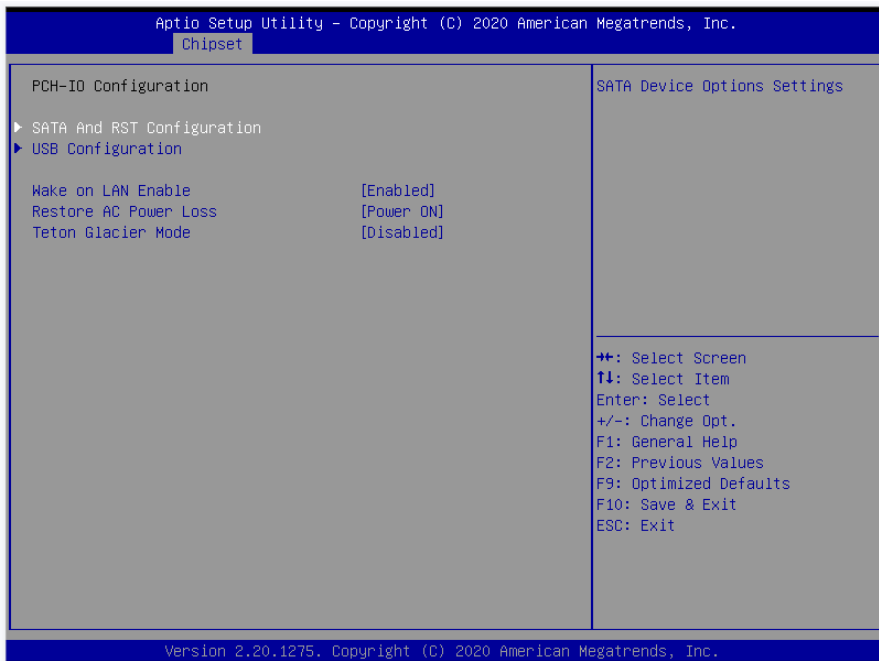 Aptio Setup Utility – Copyright (C) 2020 American Megatrends, Inc.
Chipset
PCH-IO Configuration
SATA And RST Configuration
USB Configuration
Wake on LAN Enable [Enabled]
Restore AC Power Loss [Power ON]
Teton Glacier Mode [Disabled]
SATA Device Options Settings
→←: Select Screen
↑↓: Select Item
Enter: Select
+/-: Change Opt.
F1: General Help
F2: Previous Values
F9: Optimized Defaults
F10: Save & Exit
ESC: Exit
Version 2.20.1275. Copyright (C) 2020 American Megatrends, Inc.